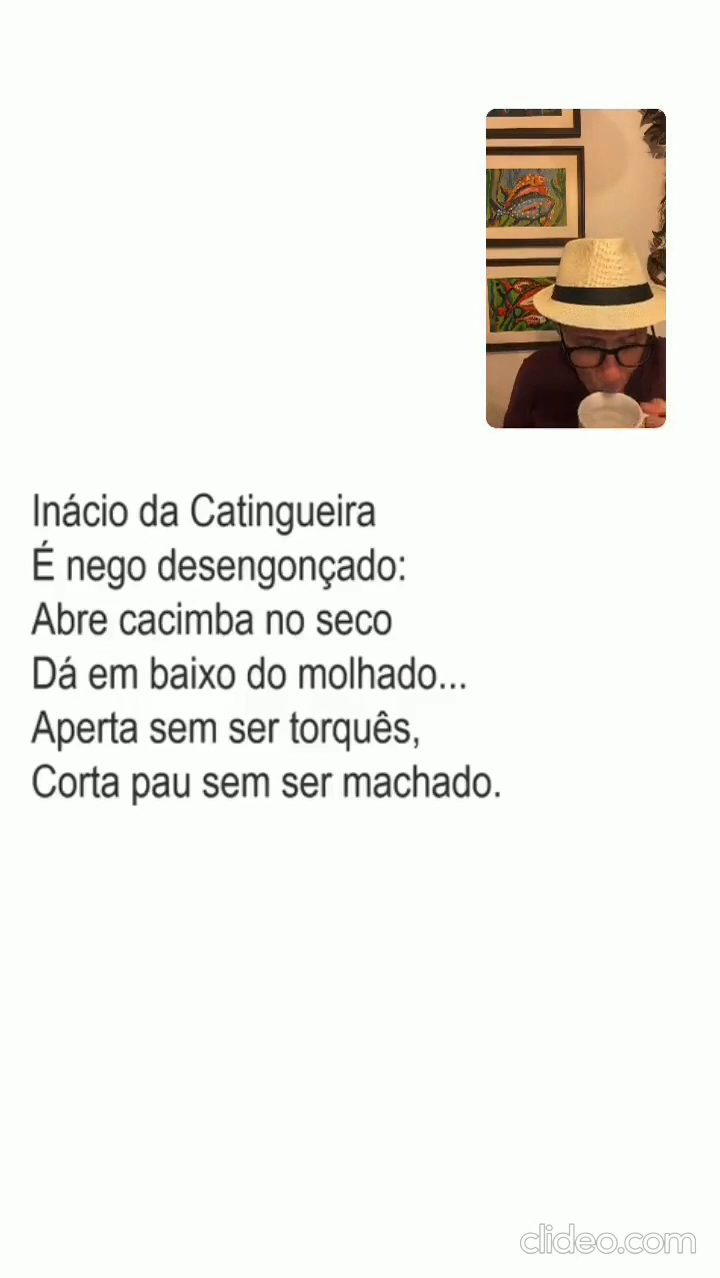 Inácio da Catingueira
É nego desengonçado:
Abre cacimba no seco
Dá em baixo do molhado...
Aperta sem ser torquês,
Corta pau sem ser machado.
clideo.com